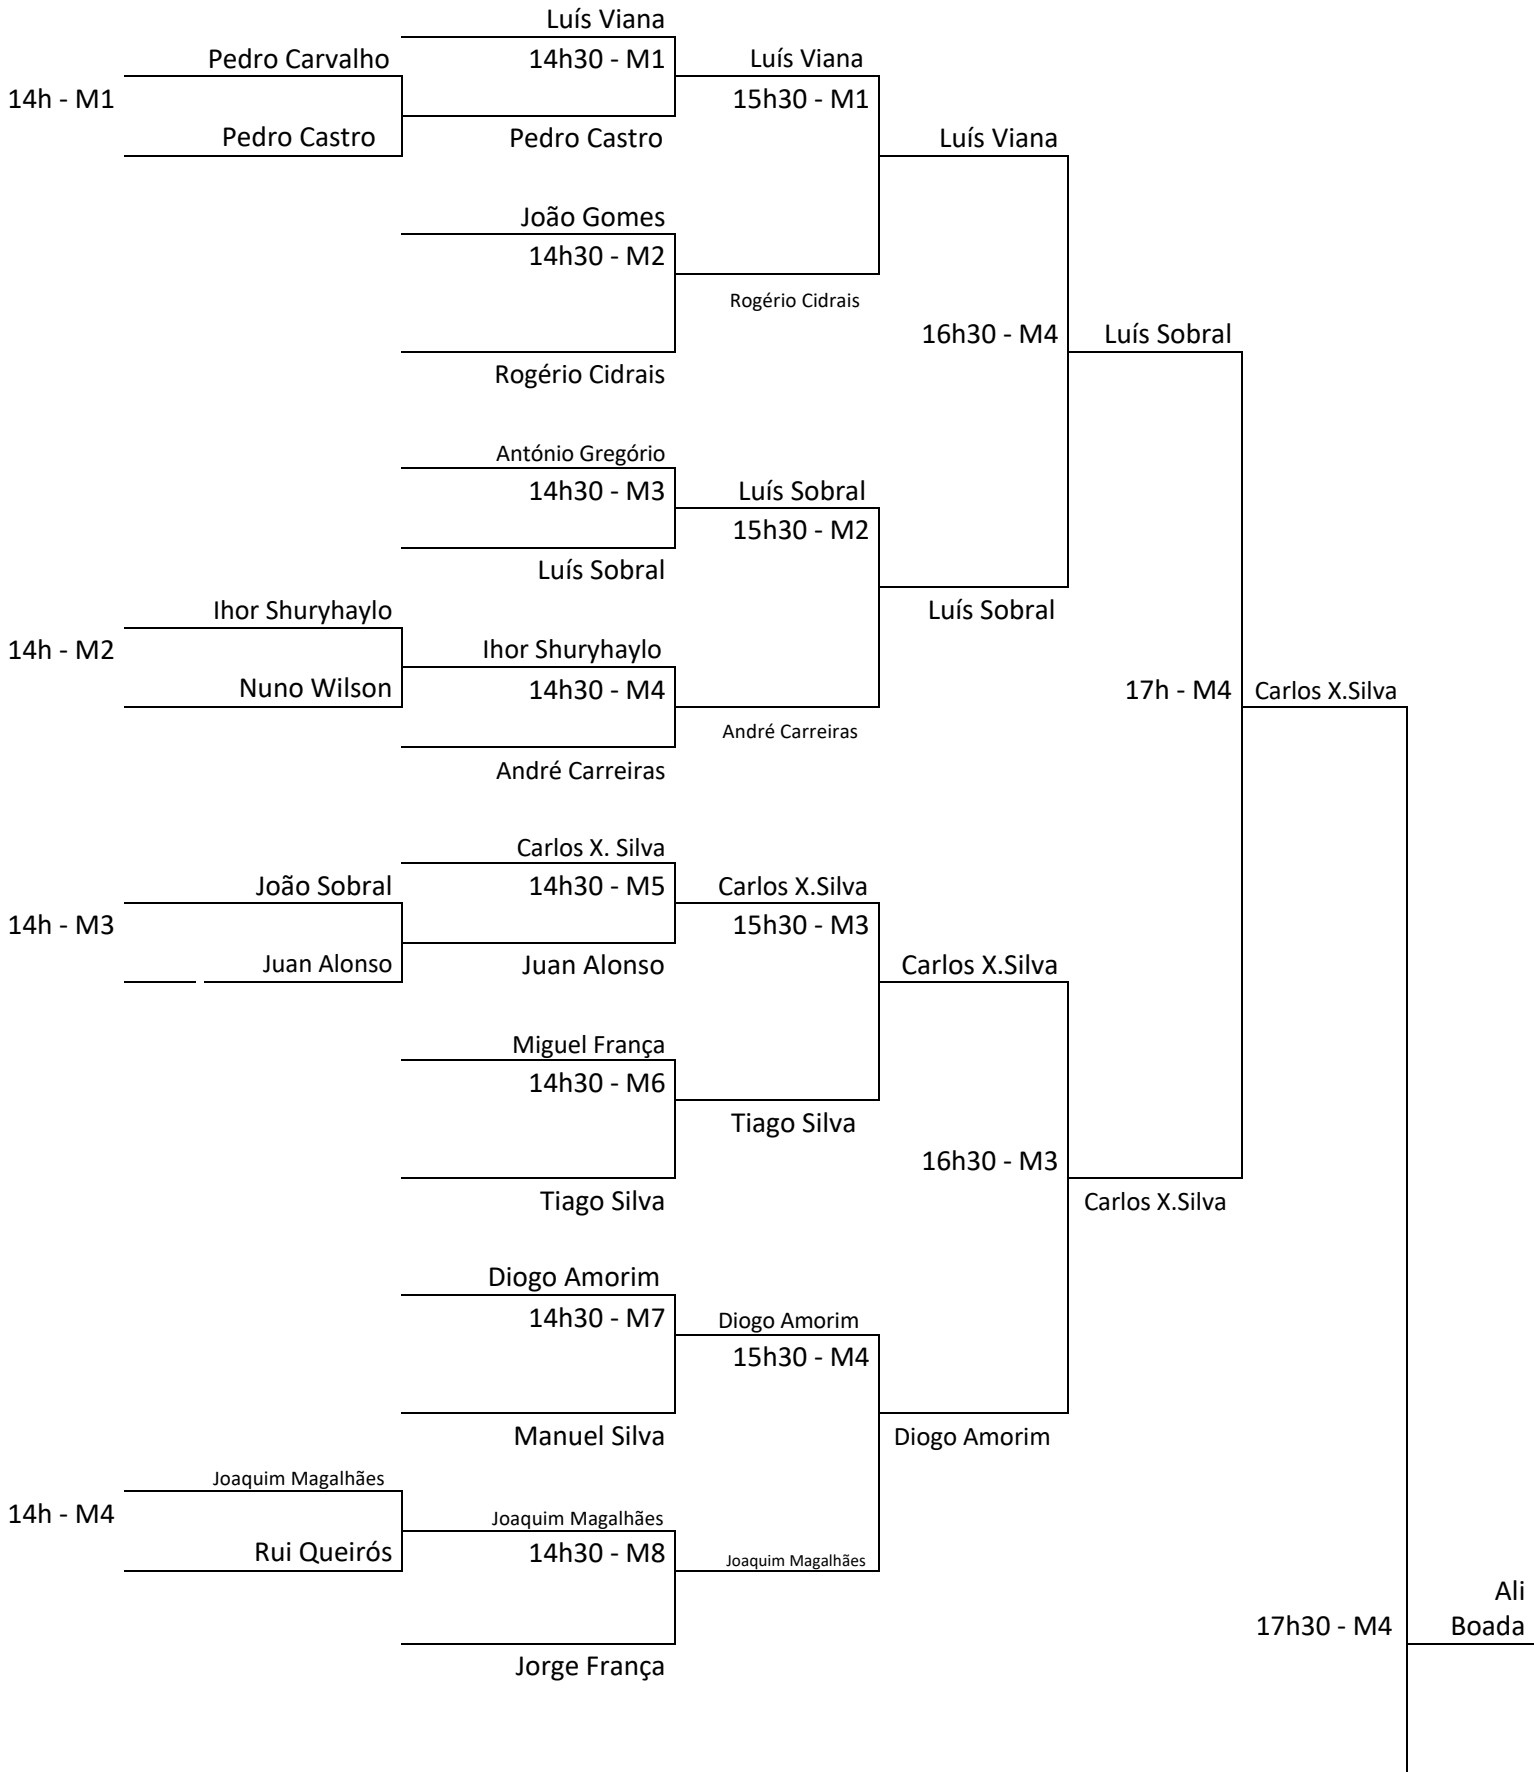 Luís Viana
Pedro Carvalho
14h30 - M1
Luís Viana
14h - M1
15h30 - M1
Pedro Castro
Pedro Castro
Luís Viana
João Gomes
14h30 - M2
Rogério Cidrais
16h30 - M4
Luís Sobral
Rogério Cidrais
António Gregório
14h30 - M3
Luís Sobral
15h30 - M2
Luís Sobral
Ihor Shuryhaylo
Luís Sobral
14h - M2
Ihor Shuryhaylo
Nuno Wilson
14h30 - M4
17h - M4
Carlos X.Silva
André Carreiras
André Carreiras
Carlos X. Silva
João Sobral
14h30 - M5
Carlos X.Silva
14h - M3
15h30 - M3
Juan Alonso
Juan Alonso
Carlos X.Silva
Miguel França
14h30 - M6
Tiago Silva
16h30 - M3
Tiago Silva
Carlos X.Silva
Diogo Amorim
14h30 - M7
Diogo Amorim
15h30 - M4
Manuel Silva
Diogo Amorim
Joaquim Magalhães
14h - M4
Joaquim Magalhães
Rui Queirós
14h30 - M8
Joaquim Magalhães
Ali
17h30 - M4
Boada
Jorge França